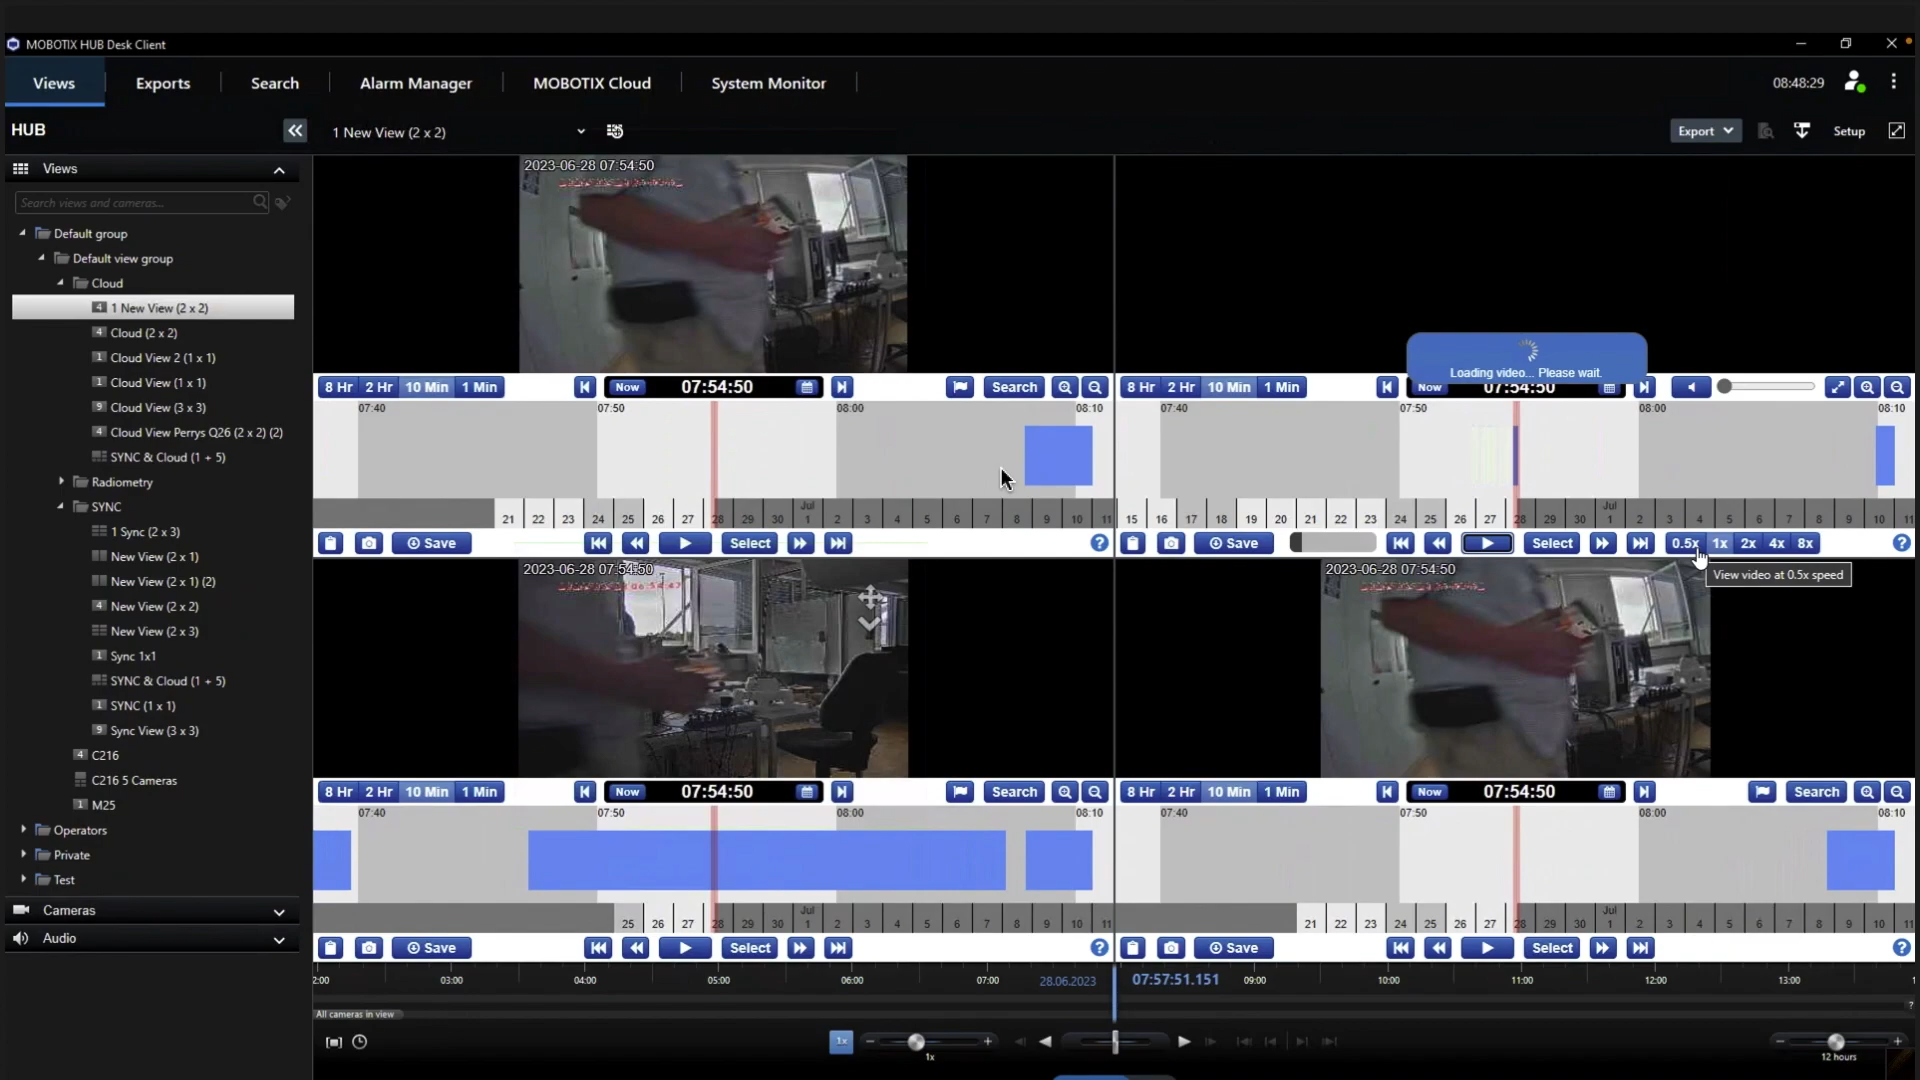 MOBOTIX HUB Desk Client
Views Exports Search Alarm Manager MOBOTIX Cloud System Monitor 08:48:29
HUB 1 New View (2 x 2) Export Setup
Views
Search views and cameras...
Default group
Default view group
Cloud
4 1 New View (2 x 2)
4 Cloud (2 x 2)
1 Cloud View 2 (1 x 1)
1 Cloud View (1 x 1)
9 Cloud View (3 x 3)
4 Cloud View Perrys Q26 (2 x 2) (2)
SYNC & Cloud (1 + 5)
Radiometry
SYNC
1 Sync (2 x 3)
New View (2 x 1)
New View (2 x 1) (2)
4 New View (2 x 2)
New View (2 x 3)
1 Sync 1x1
SYNC & Cloud (1 + 5)
1 SYNC (1 x 1)
9 Sync View (3 x 3)
4 C216
C216 5 Cameras
1 M25
Operators
Private
Test
Cameras
Audio
2023-06-28 07:54:50
8 Hr 2 Hr 10 Min 1 Min Now 07:54:50 Search
07:40 07:50 08:00 08:10
Jul
21 22 23 24 25 26 27 28 29 30 1 2 3 4 5 6 7 8 9 10 11
Save Select ?
Loading video... Please wait.
8 Hr 2 Hr 10 Min 1 Min Now 07:54:50
07:40 07:50 08:00 08:10
Jul
15 16 17 18 19 20 21 22 23 24 25 26 27 28 29 30 1 2 3 4 5 6 7 8 9 10 11
Save Select 0.5x 1x 2x 4x 8x ?
View video at 0.5x speed
2023-06-28 07:54:50
8 Hr 2 Hr 10 Min 1 Min Now 07:54:50 Search
07:40 07:50 08:00 08:10
Jul
25 26 27 28 29 30 1 2 3 4 5 6 7 8 9 10 11
Save Select ?
2023-06-28 07:54:50
8 Hr 2 Hr 10 Min 1 Min Now 07:54:50 Search
07:40 07:50 08:00 08:10
Jul
21 22 23 24 25 26 27 28 29 30 1 2 3 4 5 6 7 8 9 10 11
Save Select ?
2:00 04:00 05:00 06:00 07:00 28.06.2023 07:57:51.151 09:00 10:00 11:00 12:00 13:00
?
All cameras in view
1x
1x 12 hours